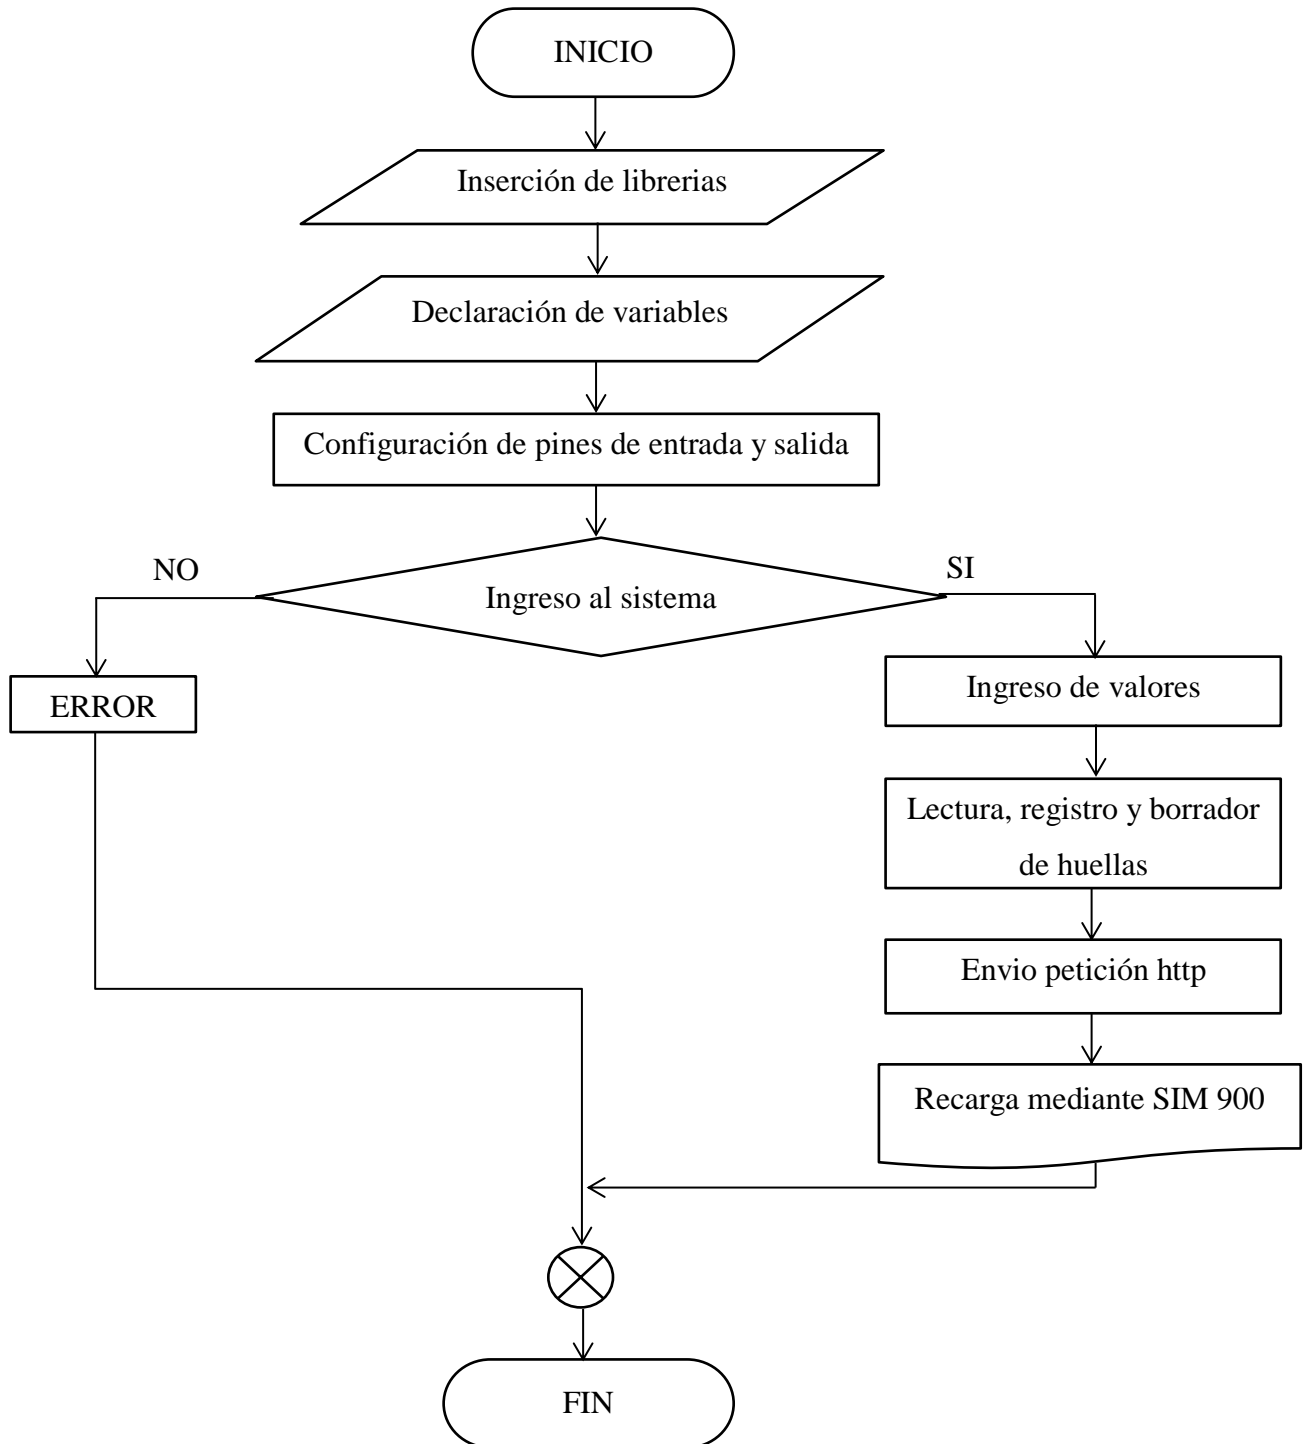 INICIO
Inserción de librerias
Declaración de variables
Configuración de pines de entrada y salida
NO
SI
Ingreso al sistema
ERROR
Ingreso de valores
Lectura, registro y borrador
de huellas
Envio petición http
Recarga mediante SIM 900
FIN